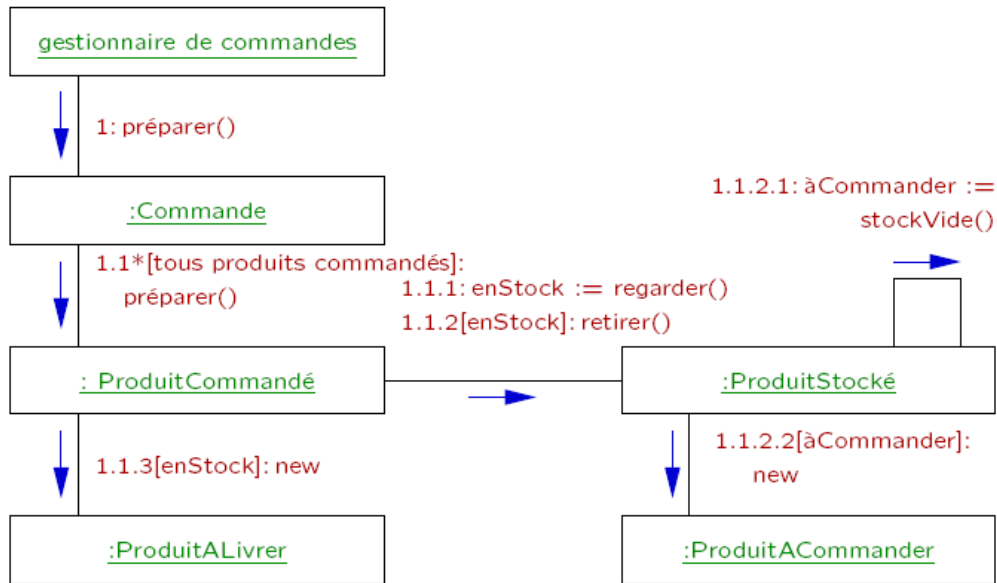 gestionnaire de commandes
1: préparer()
:Commande
1.1.2.1: àCommander :=
stockVide()
1.1*[tous produits commandés]:
préparer()
1.1.1: enStock := regarder()
1.1.2[enStock]: retirer()
: ProduitCommandé
:ProduitStocké
1.1.3[enStock]: new
1.1.2.2[àCommander]:
new
:ProduitALivrer
:ProduitACommander